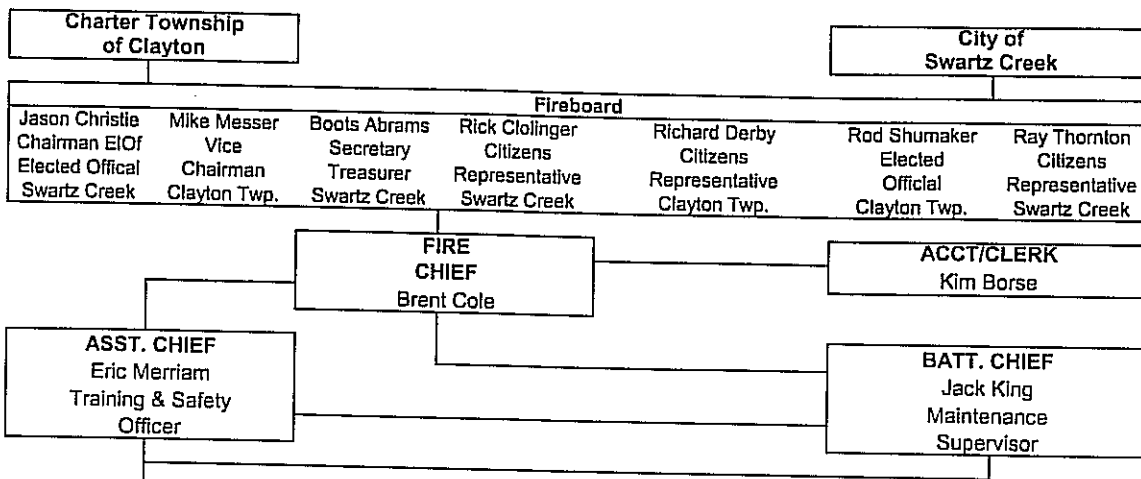 Charter Township
of Clayton
City of
Swartz Creek
Fireboard
Jason Christie
Chairman ElOf
Elected Offical
Swartz Creek
Mike Messer
Vice
Chairman
Clayton Twp.
Boots Abrams
Secretary
Treasurer
Swartz Creek
Rick Clolinger
Citizens
Representative
Swartz Creek
Richard Derby
Citizens
Representative
Clayton Twp.
Rod Shumaker
Elected
Official
Clayton Twp.
Ray Thornton
Citizens
Representative
Swartz Creek
FIRE
CHIEF
Brent Cole
ACCT/CLERK
Kim Borse
ASST. CHIEF
Eric Merriam
Training & Safety
Officer
BATT. CHIEF
Jack King
Maintenance
Supervisor